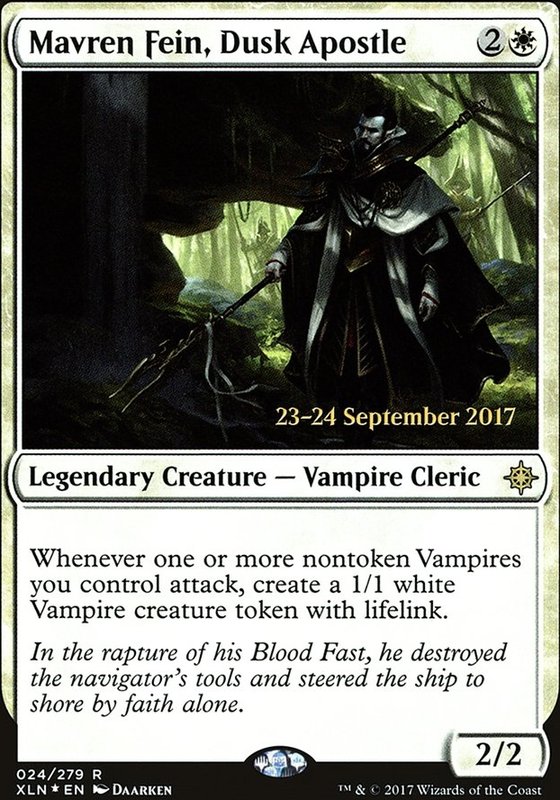 Mavren Fein, Dusk Apostle 2
23–24 September 2017
Legendary Creature — Vampire Cleric
Whenever one or more nontoken Vampires
you control attack, create a 1/1 white
Vampire creature token with lifelink.
In the rapture of his Blood Fast, he destroyed
the navigator's tools and steered the ship to
shore by faith alone.
2/2
024/279 R
XLN★EN Daarken
™ & © 2017 Wizards of the Coast